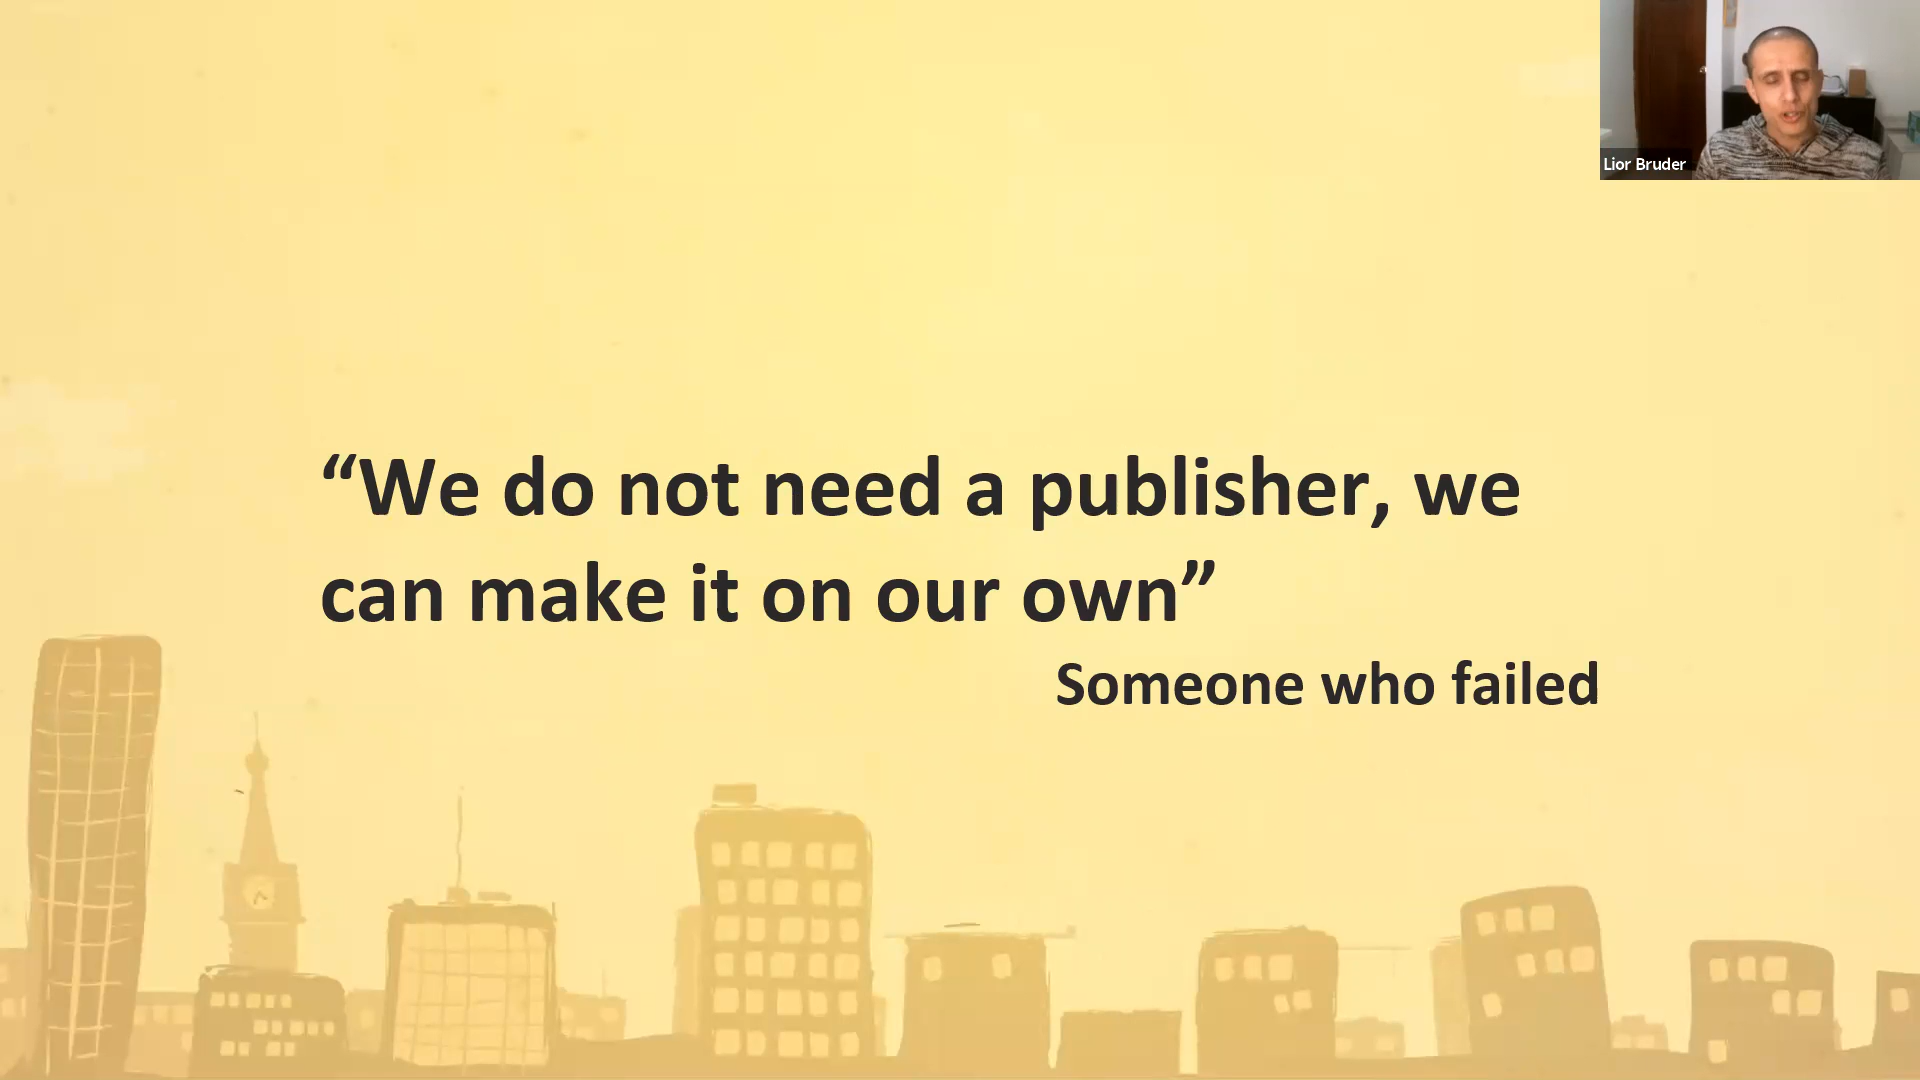 Lior Bruder
“We do not need a publisher, we
can make it on our own”
Someone who failed